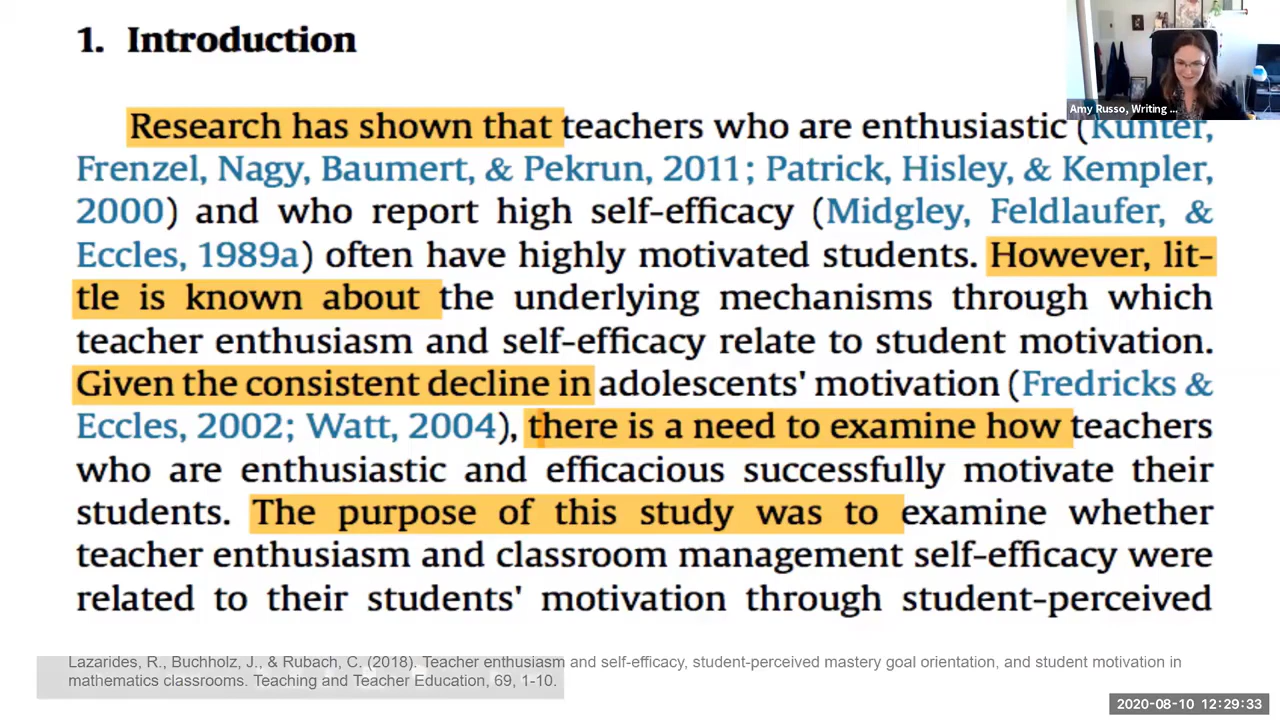 1. Introduction
Amy Russo, Writing ...
Research has shown that teachers who are enthusiastic (Kunter,
Frenzel, Nagy, Baumert, & Pekrun, 2011; Patrick, Hisley, & Kempler,
2000) and who report high self-efficacy (Midgley, Feldlaufer, &
Eccles, 1989a) often have highly motivated students. However, lit-
tle is known about the underlying mechanisms through which
teacher enthusiasm and self-efficacy relate to student motivation.
Given the consistent decline in adolescents' motivation (Fredricks &
Eccles, 2002; Watt, 2004), there is a need to examine how teachers
who are enthusiastic and efficacious successfully motivate their
students. The purpose of this study was to examine whether
teacher enthusiasm and classroom management self-efficacy were
related to their students' motivation through student-perceived
Lazarides, R., Buchholz, J., & Rubach, C. (2018). Teacher enthusiasm and self-efficacy, student-perceived mastery goal orientation, and student motivation in
mathematics classrooms. Teaching and Teacher Education, 69, 1-10.
2020-08-10 12:29:33